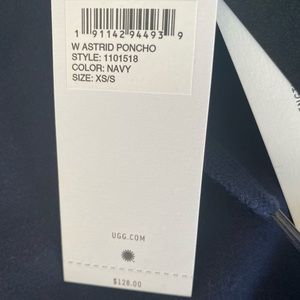 1 91142 94493 9
W ASTRID PONCHO
STYLE: 1101518
COLOR: NAVY
SIZE: XS/S
UGG.COM
$128.00